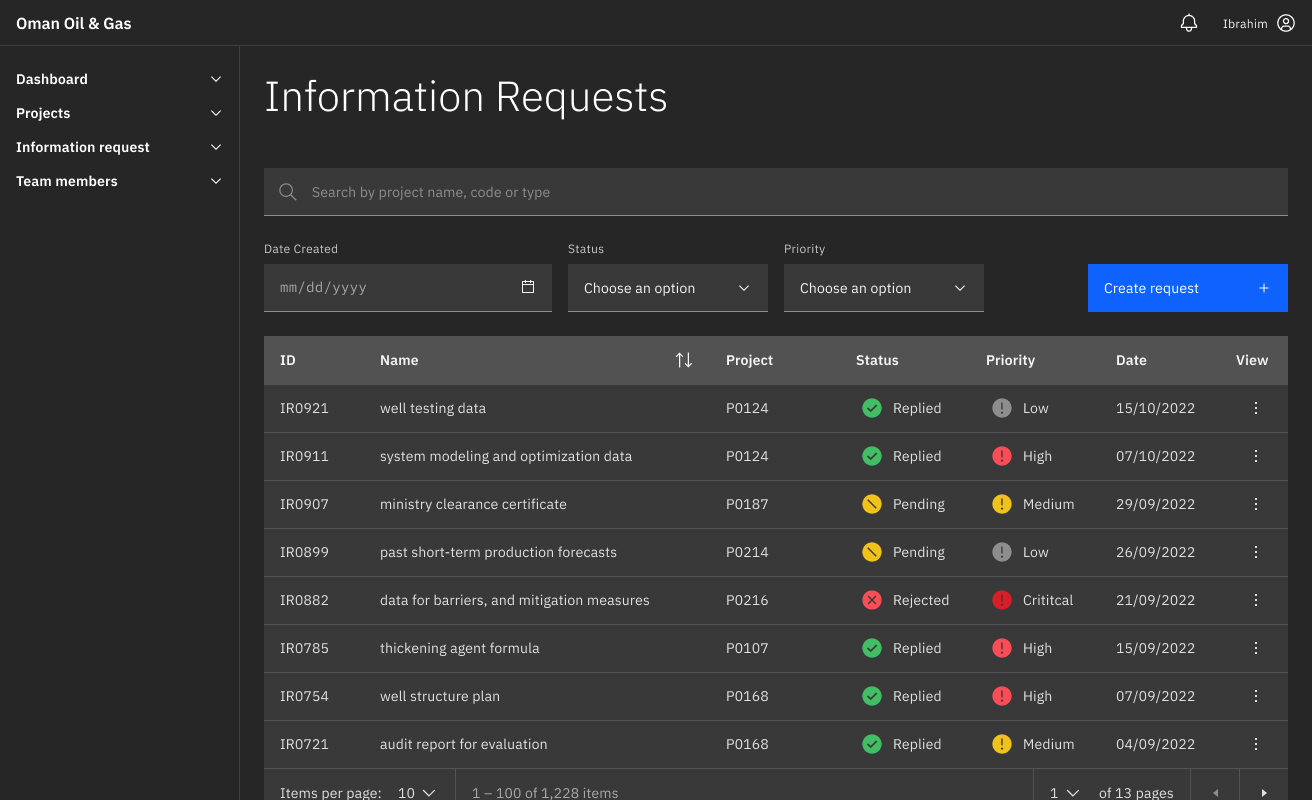 Oman Oil & Gas
Ibrahim
Dashboard
Projects
Information request
Team members
Information Requests
Search by project name, code or type
Date Created
Status
Priority
mm/dd/yyyy
Choose an option
Choose an option
Create request
ID Name Project Status Priority Date View
IR0921 well testing data P0124 Replied Low 15/10/2022
IR0911 system modeling and optimization data P0124 Replied High 07/10/2022
IR0907 ministry clearance certificate P0187 Pending Medium 29/09/2022
IR0899 past short-term production forecasts P0214 Pending Low 26/09/2022
IR0882 data for barriers, and mitigation measures P0216 Rejected Crititcal 21/09/2022
IR0785 thickening agent formula P0107 Replied High 15/09/2022
IR0754 well structure plan P0168 Replied High 07/09/2022
IR0721 audit report for evaluation P0168 Replied Medium 04/09/2022
Items per page: 10 1 – 100 of 1,228 items 1 of 13 pages